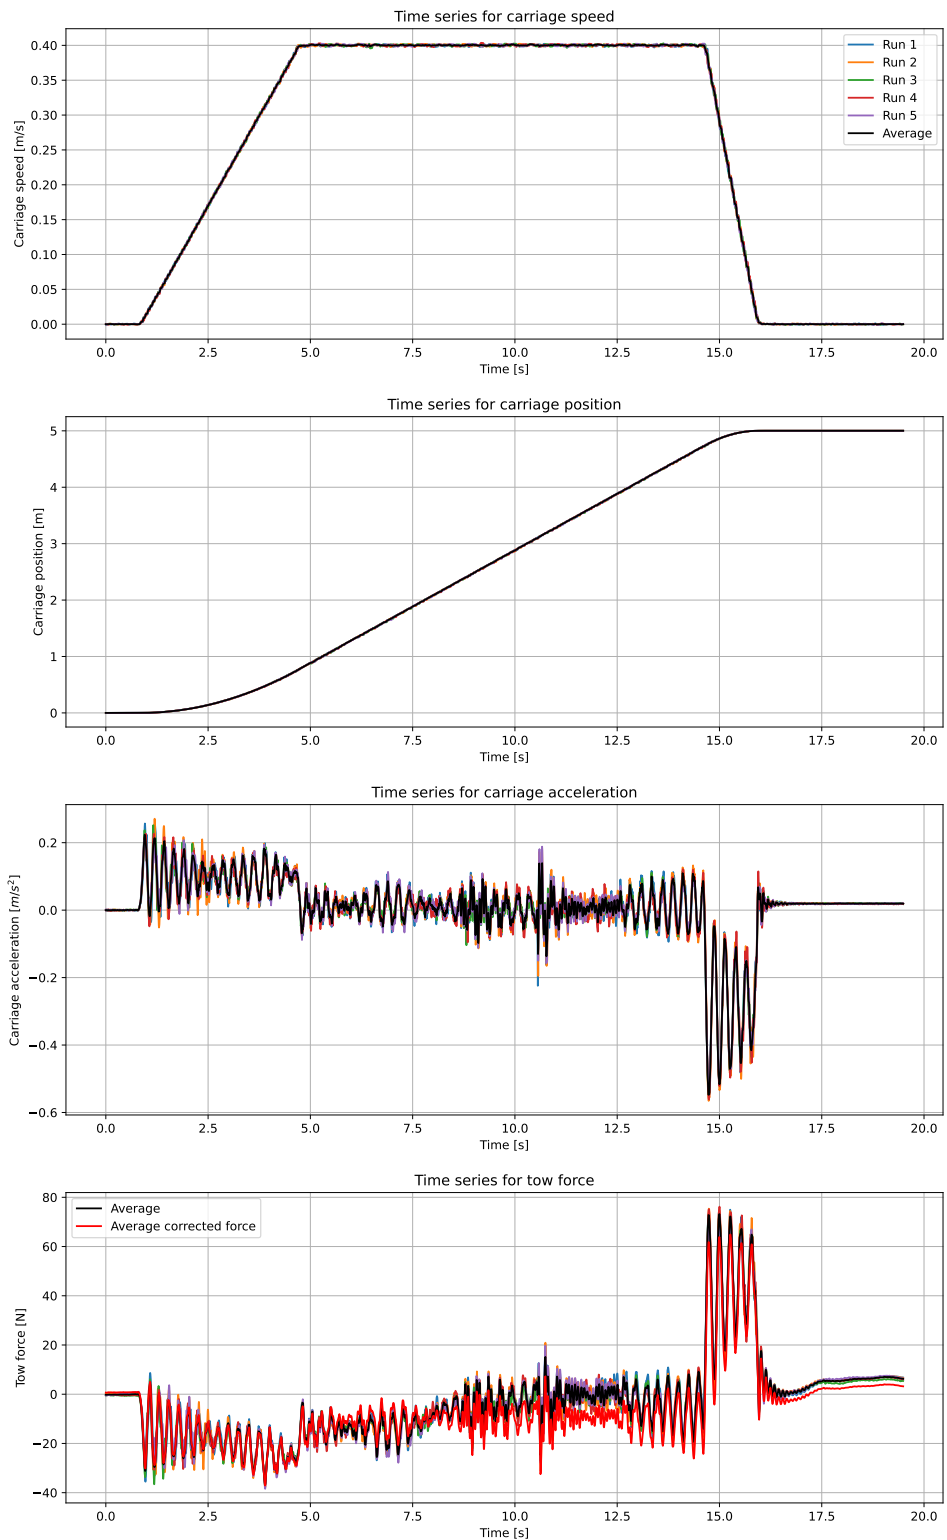 Time series for carriage speed
0.40
0.35
0.30
0.25
0.20
0.15
0.10
0.05
0.00
Carriage speed [m/s]
Run 1
Run 2
Run 3
Run 4
Run 5
Average
0.0 2.5 5.0 7.5 10.0 12.5 15.0 17.5 20.0
Time [s]
Time series for carriage position
5
4
3
2
1
0
Carriage position [m]
0.0 2.5 5.0 7.5 10.0 12.5 15.0 17.5 20.0
Time [s]
Time series for carriage acceleration
0.2
0.0
−0.2
−0.4
−0.6
Carriage acceleration [m/s²]
0.0 2.5 5.0 7.5 10.0 12.5 15.0 17.5 20.0
Time [s]
Time series for tow force
80
60
40
20
0
−20
−40
Tow force [N]
Average
Average corrected force
0.0 2.5 5.0 7.5 10.0 12.5 15.0 17.5 20.0
Time [s]